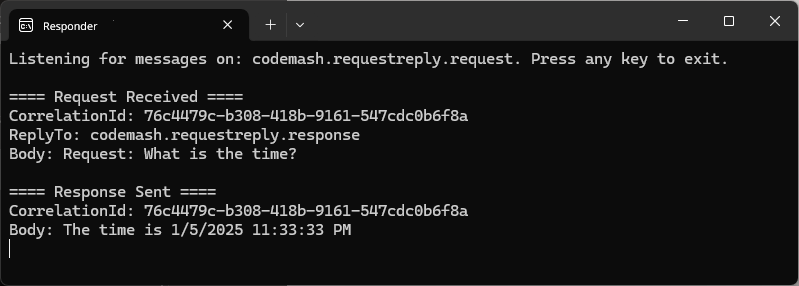 Responder
Listening for messages on: codemash.requestreply.request. Press any key to exit.
==== Request Received ====
CorrelationId: 76c4479c-b308-418b-9161-547cdc0b6f8a
ReplyTo: codemash.requestreply.response
Body: Request: What is the time?
==== Response Sent ====
CorrelationId: 76c4479c-b308-418b-9161-547cdc0b6f8a
Body: The time is 1/5/2025 11:33:33 PM